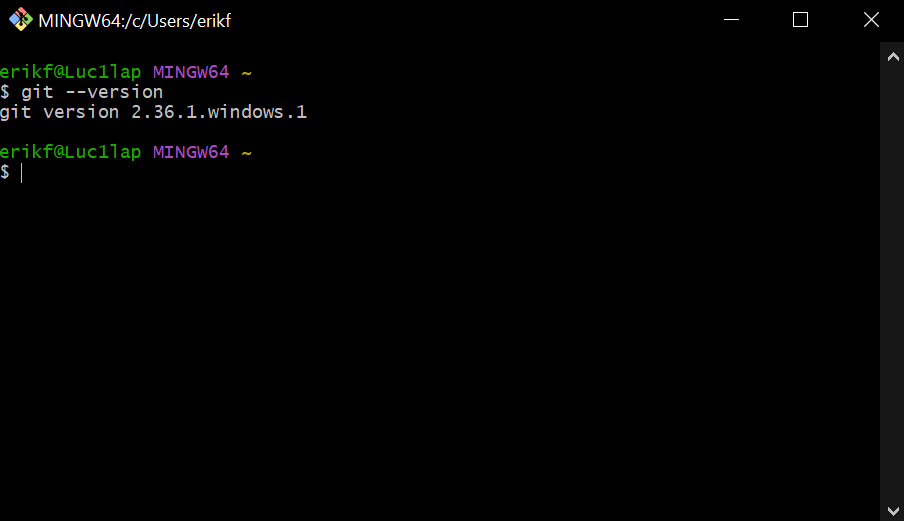 MINGW64:/c/Users/erikf
erikf@Luc1lap MINGW64 ~
$ git --version
git version 2.36.1.windows.1
erikf@Luc1lap MINGW64 ~
$